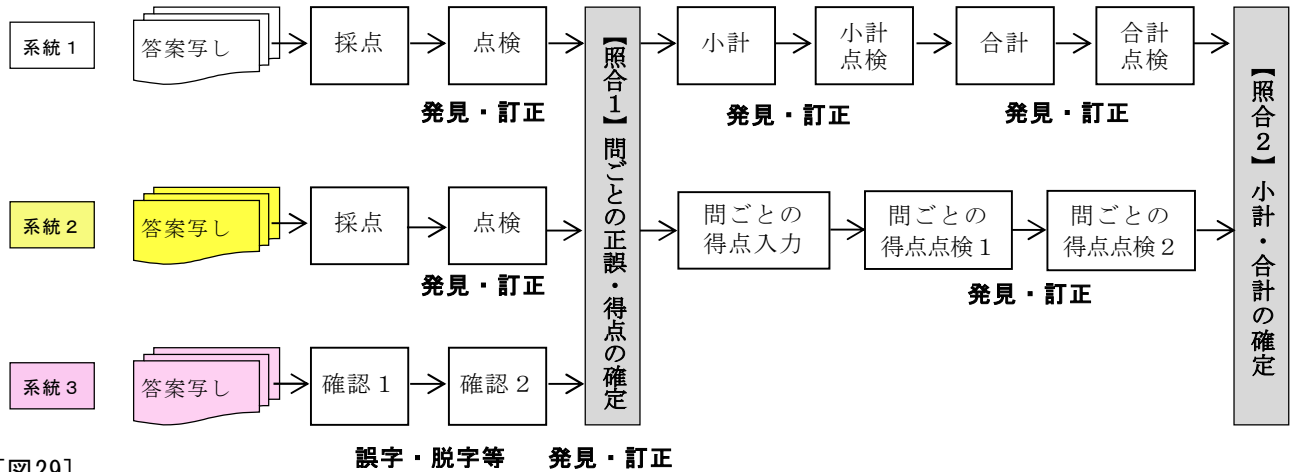 系統１
答案写し
採点
点検
発見・訂正
【照合１】問ごとの正誤・得点の確定
小計
小計
点検
発見・訂正
合計
合計
点検
発見・訂正
【照合２】小計・合計の確定
系統２
答案写し
採点
点検
発見・訂正
問ごとの
得点入力
問ごとの
得点点検１
問ごとの
得点点検２
発見・訂正
系統３
答案写し
確認１
確認２
誤字・脱字等
発見・訂正
[図29]